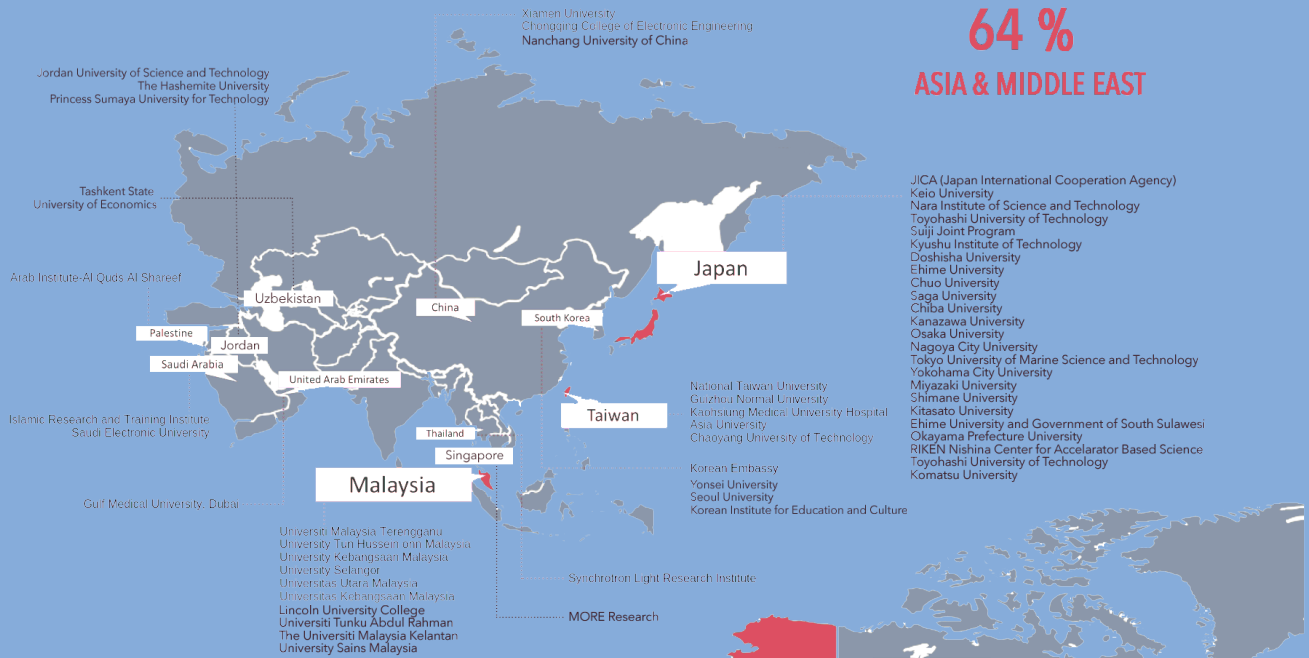 Xiamen University
Chongqing College of Electronic Engineering
Nanchang University of China
64 %
ASIA & MIDDLE EAST
Jordan University of Science and Technology
The Hashemite University
Princess Sumaya University for Technology
Tashkent State
University of Economics
Arab Institute-Al Quds Al Shareef
Islamic Research and Training Institute
Saudi Electronic University
Gulf Medical University, Dubai
Uzbekistan
Palestine
Jordan
Saudi Arabia
United Arab Emirates
China
South Korea
Japan
Taiwan
Thailand
Singapore
Malaysia
JICA (Japan International Cooperation Agency)
Keio University
Nara Institute of Science and Technology
Toyohashi University of Technology
Suiji Joint Program
Kyushu Institute of Technology
Doshisha University
Ehime University
Chuo University
Saga University
Chiba University
Kanazawa University
Osaka University
Nagoya City University
Tokyo University of Marine Science and Technology
Yokohama City University
Miyazaki University
Shimane University
Kitasato University
Ehime University and Government of South Sulawesi
Okayama Prefecture University
RIKEN Nishina Center for Accelarator Based Science
Toyohashi University of Technology
Komatsu University
National Taiwan University
Guizhou Normal University
Kaohsiung Medical University Hospital
Asia University
Chaoyang University of Technology
Korean Embassy
Yonsei University
Seoul University
Korean Institute for Education and Culture
Synchrotron Light Research Institute
MORE Research
Universiti Malaysia Terengganu
University Tun Hussein onn Malaysia
University Kebangsaan Malaysia
University Selangor
Universitas Utara Malaysia
Universitas Kebangsaan Malaysia
Lincoln University College
Universiti Tunku Abdul Rahman
The Universiti Malaysia Kelantan
University Sains Malaysia